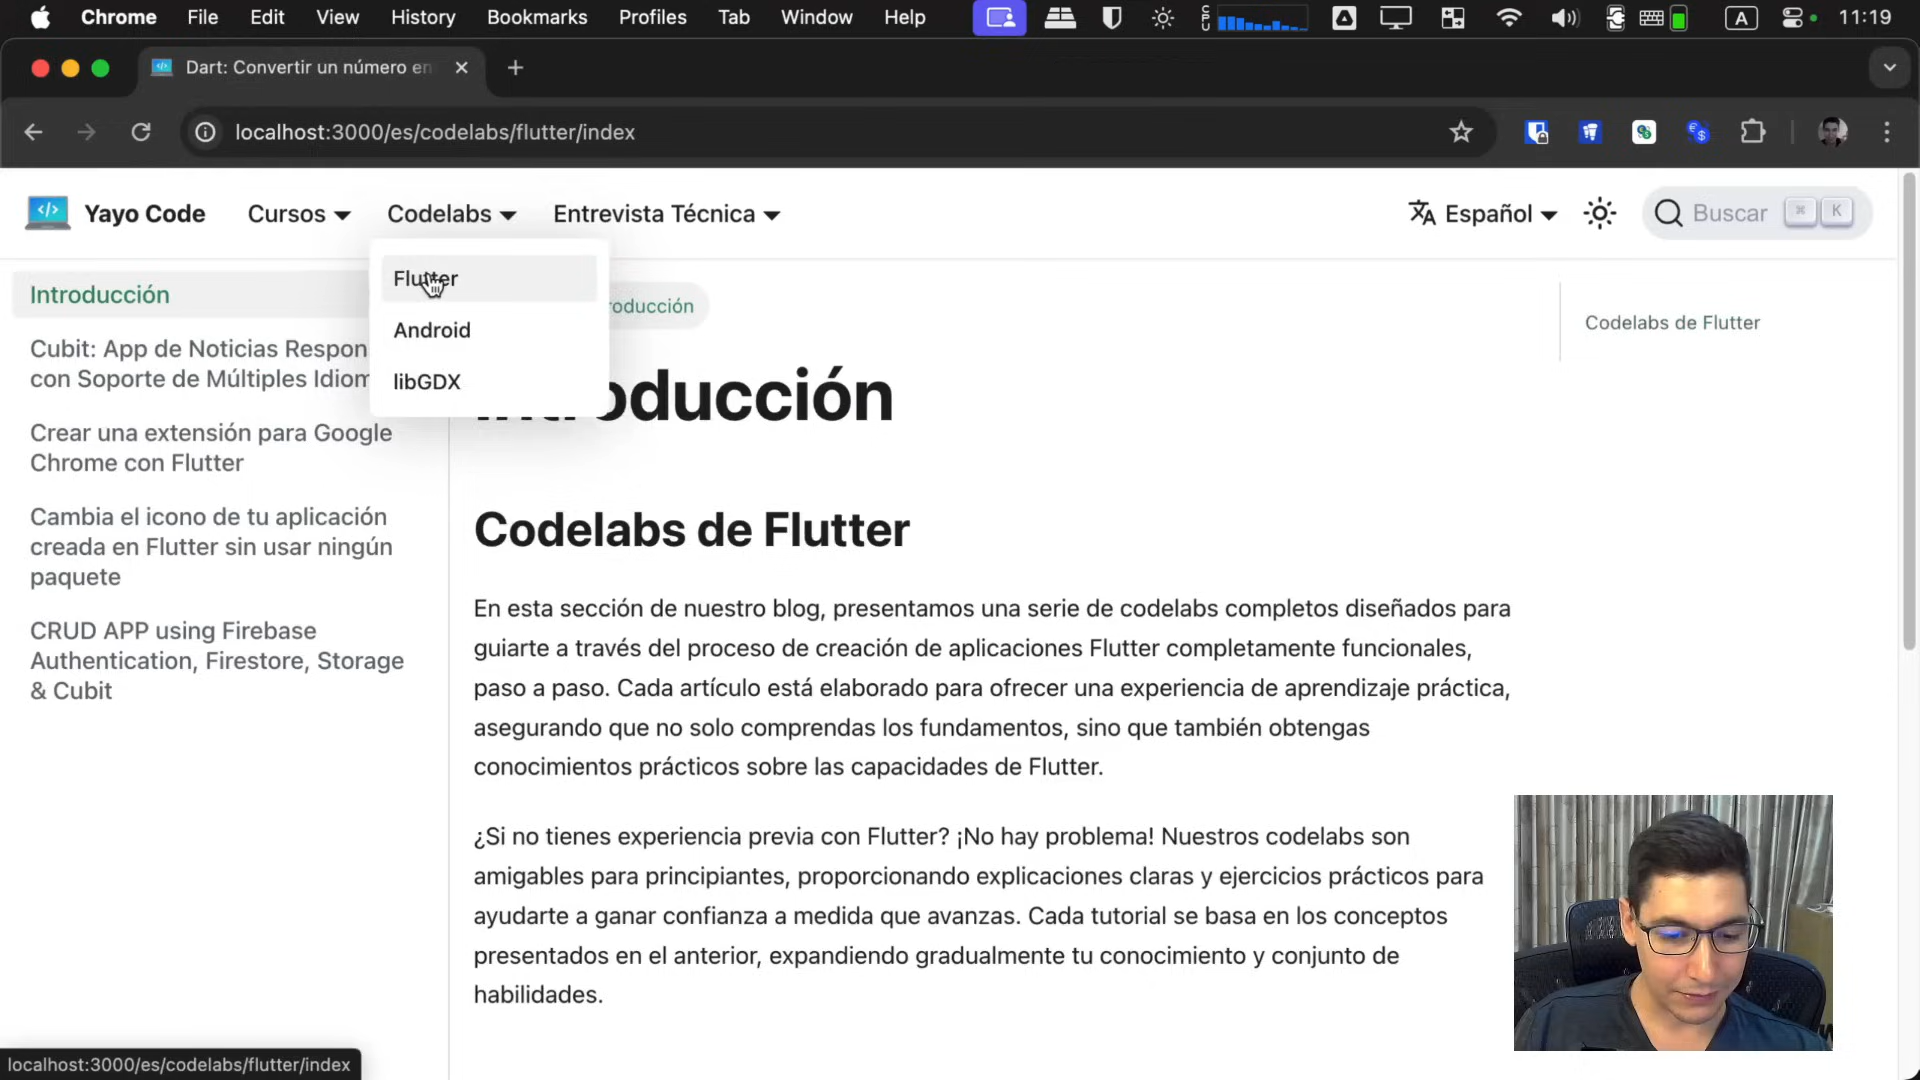 Chrome File Edit View History Bookmarks Profiles Tab Window Help CPU A 11:19
Dart: Convertir un número en
localhost:3000/es/codelabs/flutter/index
Yayo Code Cursos Codelabs Entrevista Técnica Español Buscar ⌘ K
Flutter
Android
libGDX
Introducción
Cubit: App de Noticias Respon
con Soporte de Múltiples Idiom
Crear una extensión para Google
Chrome con Flutter
Cambia el icono de tu aplicación
creada en Flutter sin usar ningún
paquete
CRUD APP using Firebase
Authentication, Firestore, Storage
& Cubit
roducción
Introducción
Codelabs de Flutter
En esta sección de nuestro blog, presentamos una serie de codelabs completos diseñados para
guiarte a través del proceso de creación de aplicaciones Flutter completamente funcionales,
paso a paso. Cada artículo está elaborado para ofrecer una experiencia de aprendizaje práctica,
asegurando que no solo comprendas los fundamentos, sino que también obtengas
conocimientos prácticos sobre las capacidades de Flutter.
¿Si no tienes experiencia previa con Flutter? ¡No hay problema! Nuestros codelabs son
amigables para principiantes, proporcionando explicaciones claras y ejercicios prácticos para
ayudarte a ganar confianza a medida que avanzas. Cada tutorial se basa en los conceptos
presentados en el anterior, expandiendo gradualmente tu conocimiento y conjunto de
habilidades.
Codelabs de Flutter
localhost:3000/es/codelabs/flutter/index